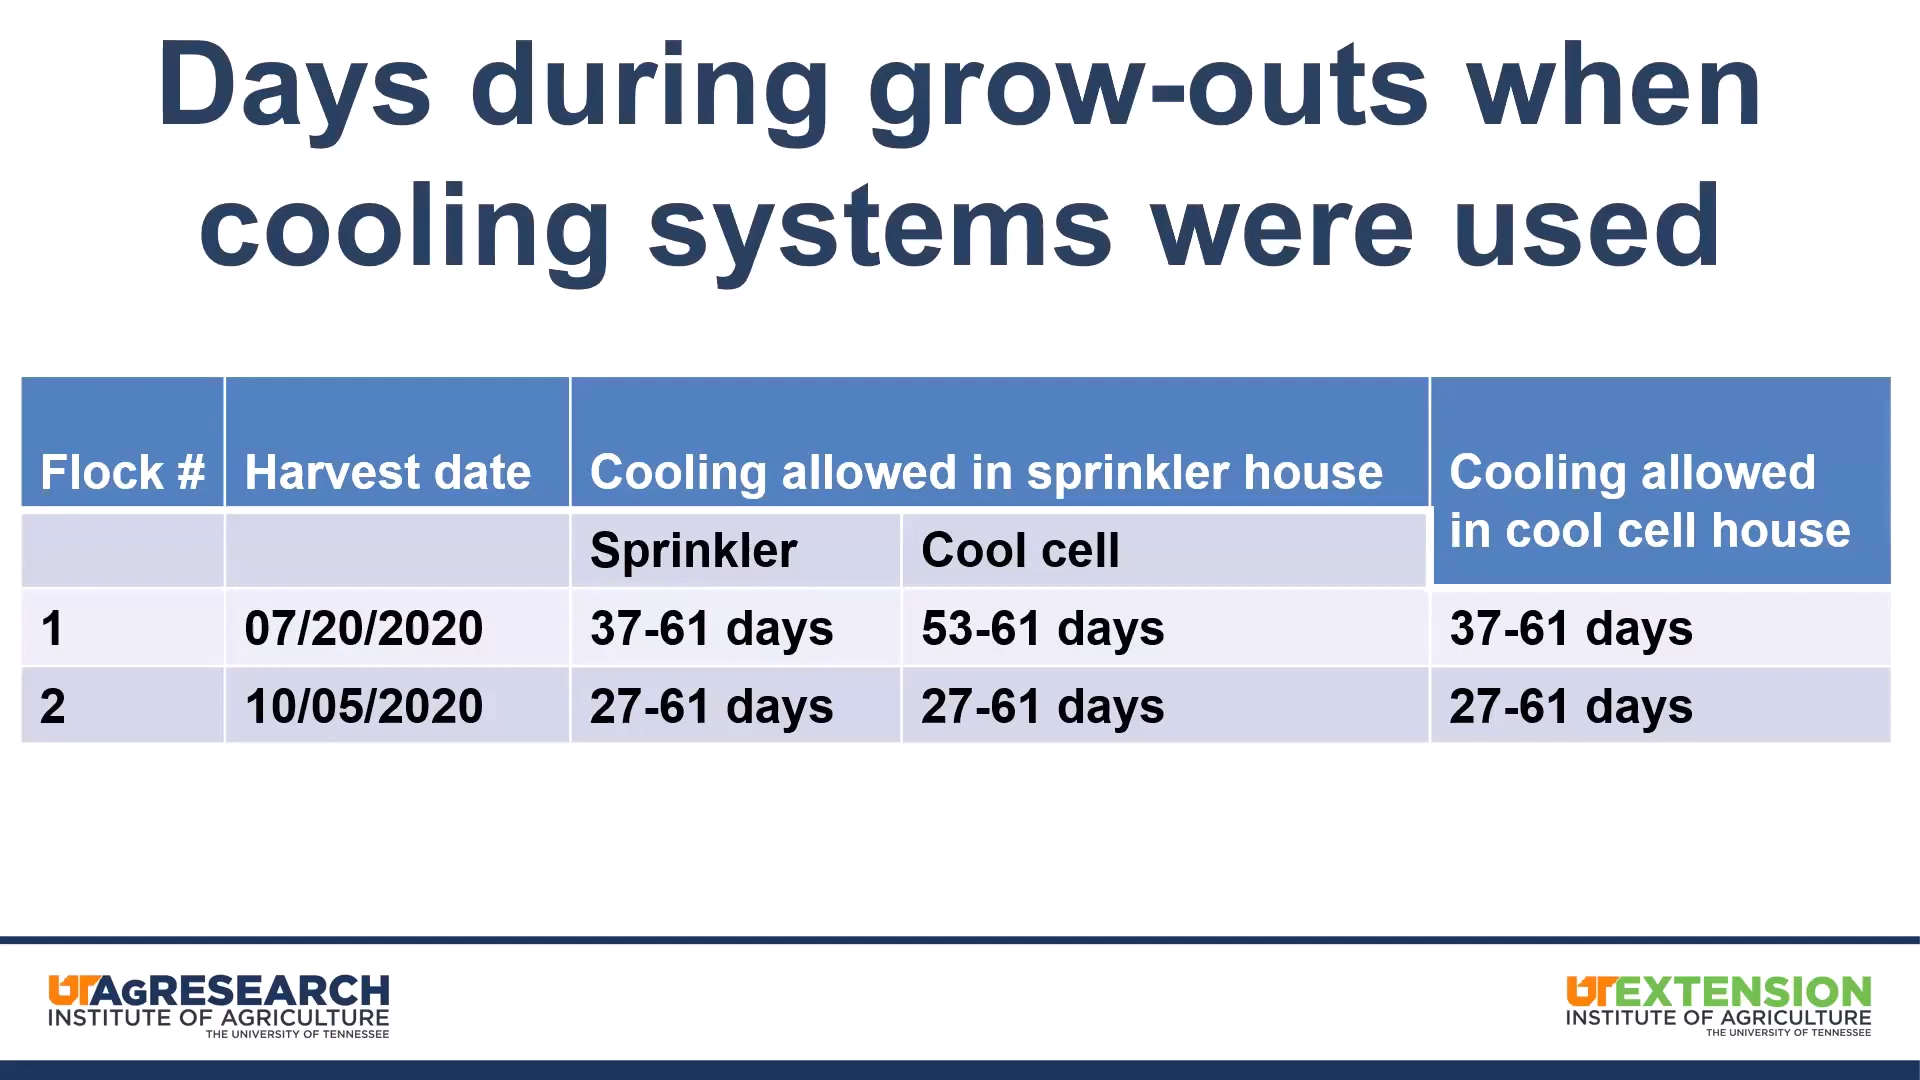 Days during grow-outs when
cooling systems were used
Flock # Harvest date Cooling allowed in sprinkler house Cooling allowed
in cool cell house
Sprinkler Cool cell
1 07/20/2020 37-61 days 53-61 days 37-61 days
2 10/05/2020 27-61 days 27-61 days 27-61 days
UTAgRESEARCH
INSTITUTE OF AGRICULTURE
THE UNIVERSITY OF TENNESSEE
UTEXTENSION
INSTITUTE OF AGRICULTURE
THE UNIVERSITY OF TENNESSEE